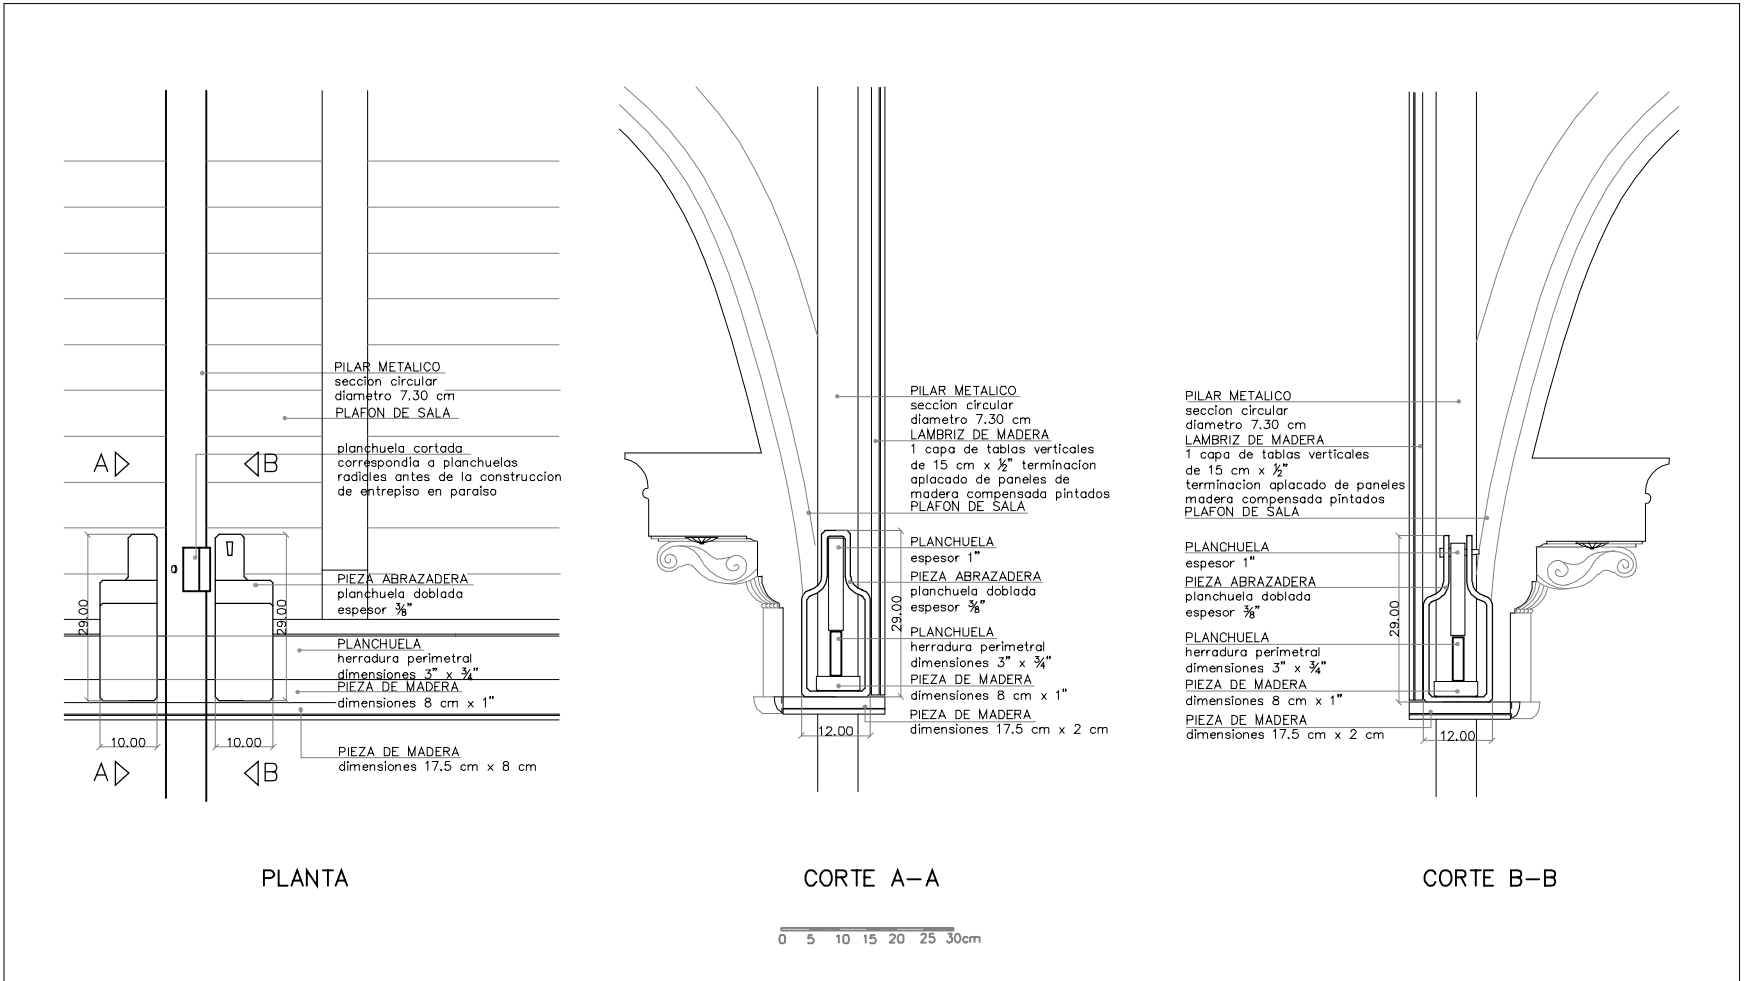 PILAR METALICO
seccion circular
diametro 7.30 cm
PLAFON DE SALA
planchuela cortada
correspondia a planchuelas
radicles antes de la construccion
de entrepiso en paraiso
A
B
29.00
29.00
PIEZA ABRAZADERA
planchuela doblada
espesor ⅜"
PLANCHUELA
herradura perimetral
dimensiones 3" x ¾"
PIEZA DE MADERA
dimensiones 8 cm x 1"
10.00
10.00
PIEZA DE MADERA
dimensiones 17.5 cm x 8 cm
A
B
PLANTA
PILAR METALICO
seccion circular
diametro 7.30 cm
LAMBRIZ DE MADERA
1 capa de tablas verticales
de 15 cm x ½" terminacion
aplacado de paneles de
madera compensada pintados
PLAFON DE SALA
PLANCHUELA
espesor 1"
PIEZA ABRAZADERA
planchuela doblada
espesor ⅜"
29.00
PLANCHUELA
herradura perimetral
dimensiones 3" x ¾"
PIEZA DE MADERA
dimensiones 8 cm x 1"
PIEZA DE MADERA
dimensiones 17.5 cm x 2 cm
12.00
CORTE A-A
PILAR METALICO
seccion circular
diametro 7.30 cm
LAMBRIZ DE MADERA
1 capa de tablas verticales
de 15 cm x ½"
terminacion aplacado de paneles
madera compensada pintados
PLAFON DE SALA
PLANCHUELA
espesor 1"
PIEZA ABRAZADERA
planchuela doblada
espesor ⅜"
29.00
PLANCHUELA
herradura perimetral
dimensiones 3" x ¾"
PIEZA DE MADERA
dimensiones 8 cm x 1"
PIEZA DE MADERA
dimensiones 17.5 cm x 2 cm
12.00
CORTE B-B
0 5 10 15 20 25 30cm